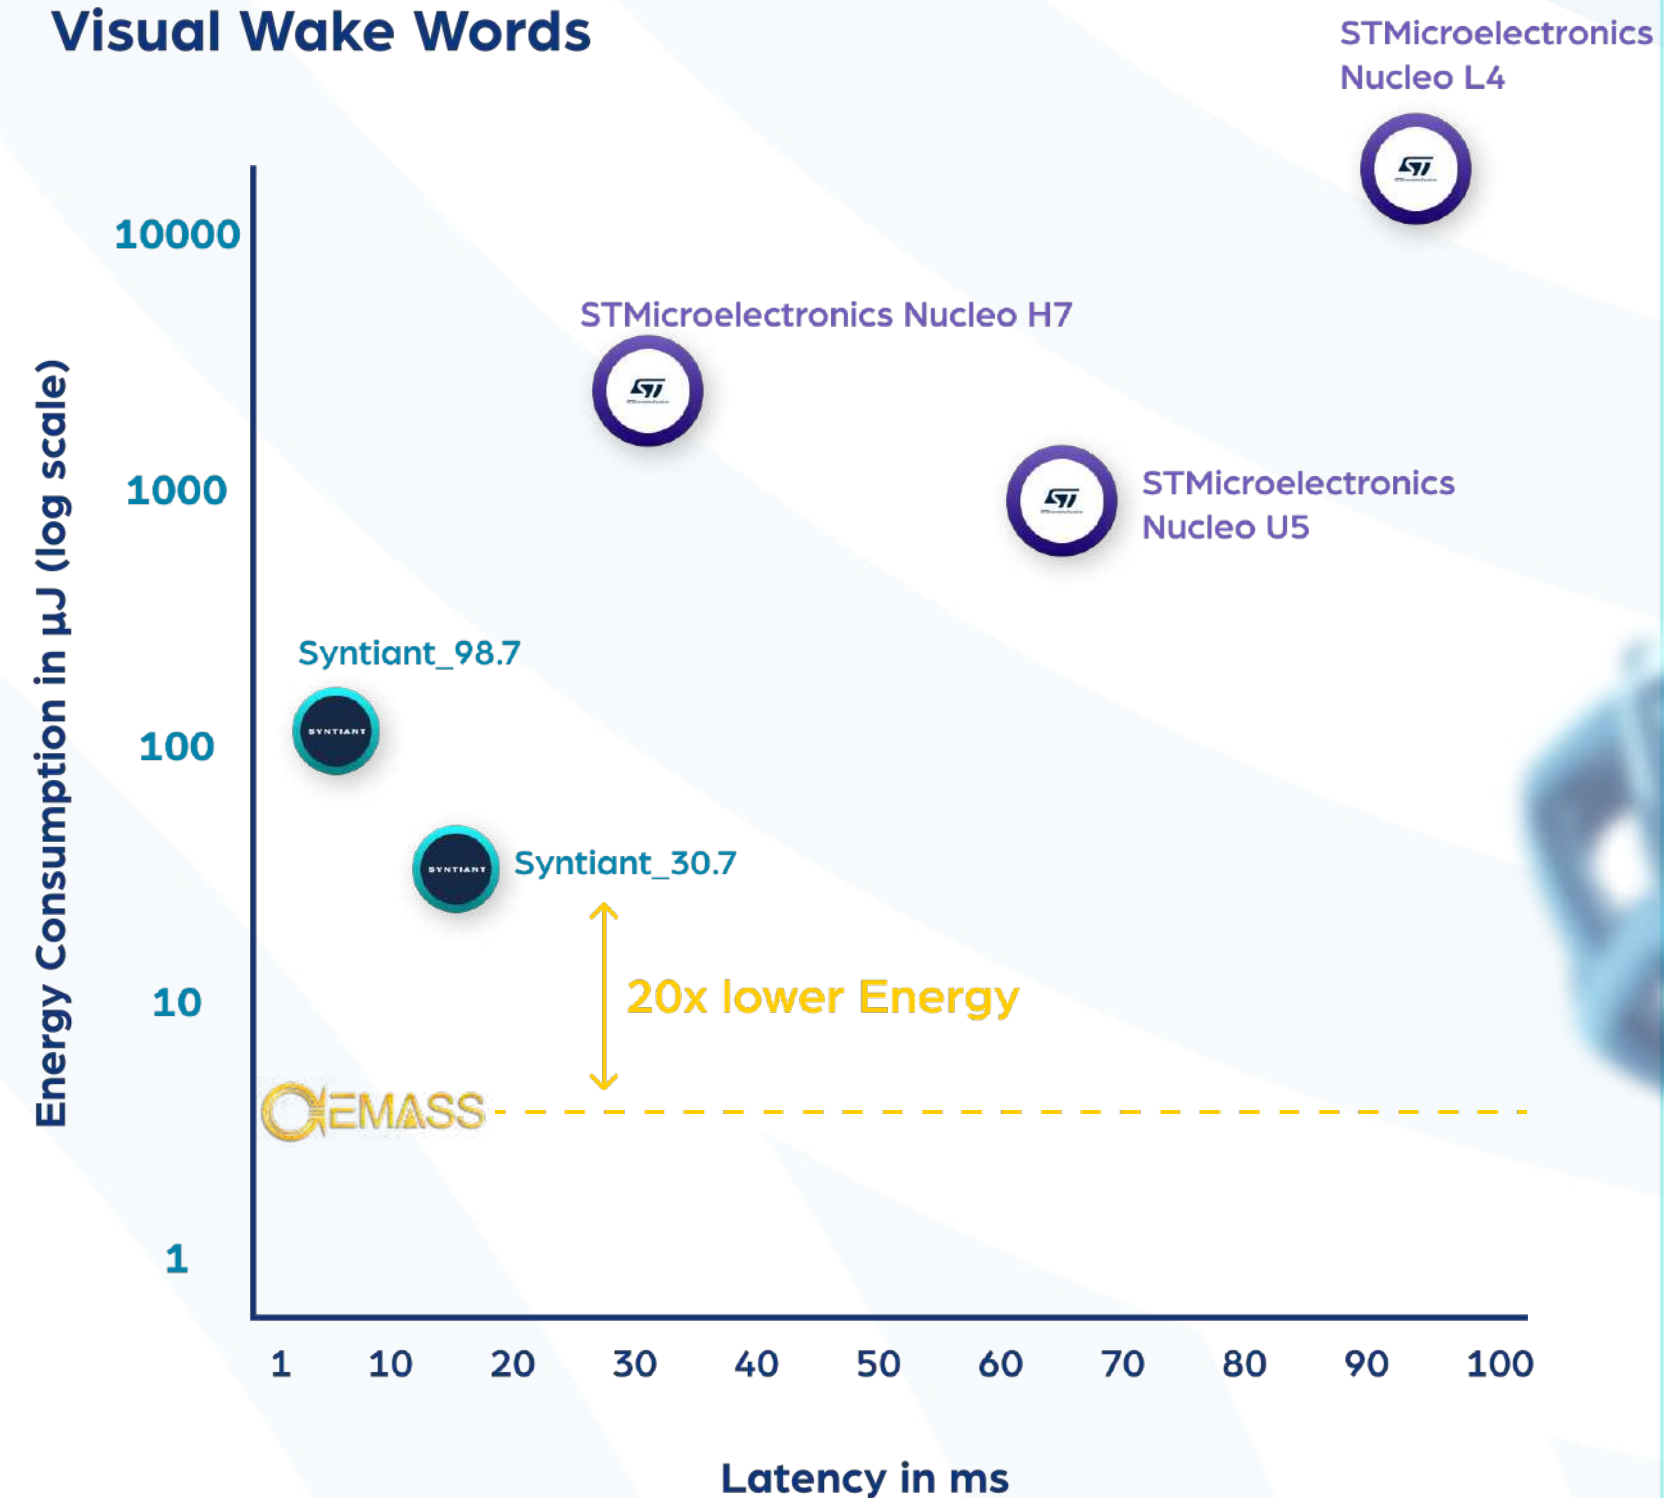 Visual Wake Words
STMicroelectronics
Nucleo L4
10000
STMicroelectronics Nucleo H7
1000
STMicroelectronics
Nucleo U5
Syntiant_98.7
SYNTIANT
100
Syntiant_30.7
SYNTIANT
20x lower Energy
10
EMASS
1
Energy Consumption in µJ (log scale)
1 10 20 30 40 50 60 70 80 90 100
Latency in ms